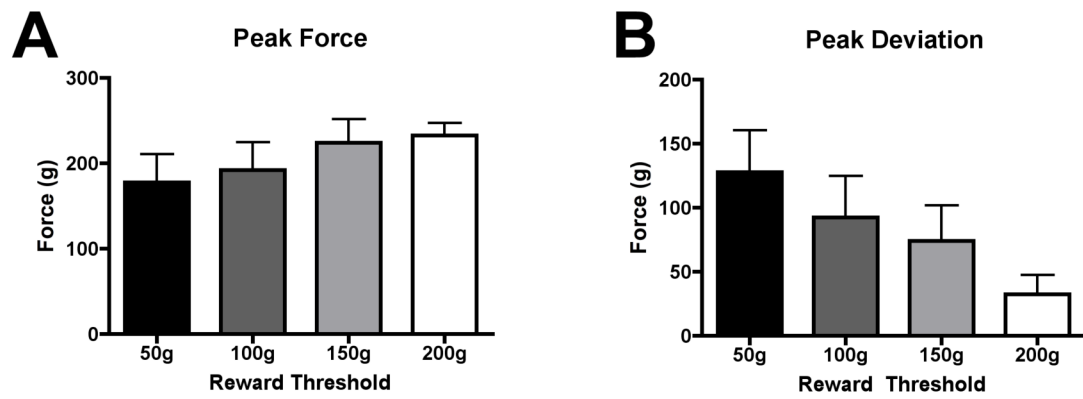 A
Peak Force
Force (g)
300
200
100
0
50g 100g 150g 200g
Reward Threshold
B
Peak Deviation
Force (g)
200
150
100
50
0
50g 100g 150g 200g
Reward Threshold